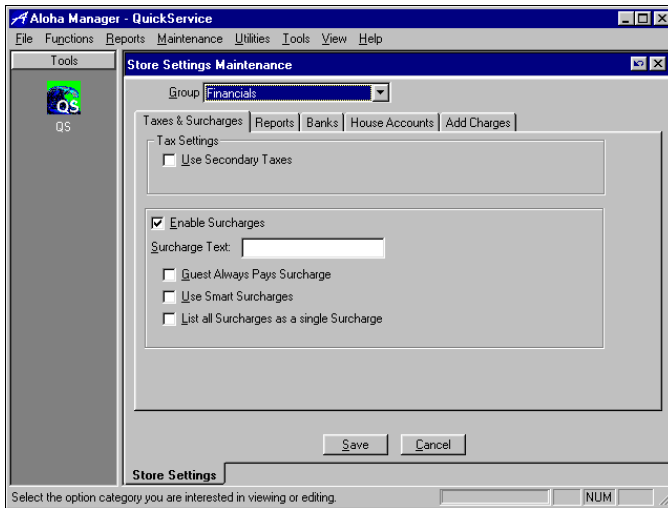 Aloha Manager - QuickService
File Functions Reports Maintenance Utilities Tools View Help
Tools
QS
QS
Store Settings Maintenance
Group Financials
Taxes & Surcharges Reports Banks House Accounts Add Charges
Tax Settings
Use Secondary Taxes
Enable Surcharges
Surcharge Text:
Guest Always Pays Surcharge
Use Smart Surcharges
List all Surcharges as a single Surcharge
Save Cancel
Store Settings
Select the option category you are interested in viewing or editing. NUM